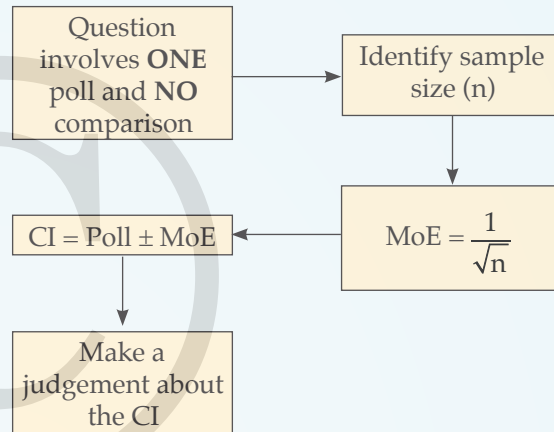 Question
involves ONE
poll and NO
comparison
Identify sample
size (n)
MoE = 1/√n
CI = Poll ± MoE
Make a
judgement about
the CI